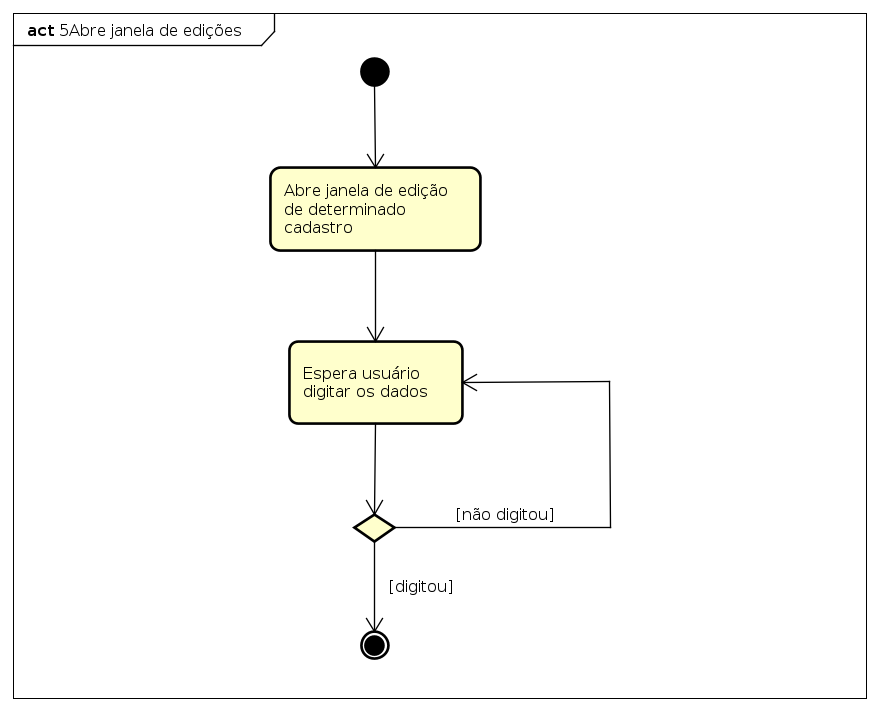 act 5Abre janela de edições
Abre janela de edição
de determinado
cadastro
Espera usuário
digitar os dados
[não digitou]
[digitou]